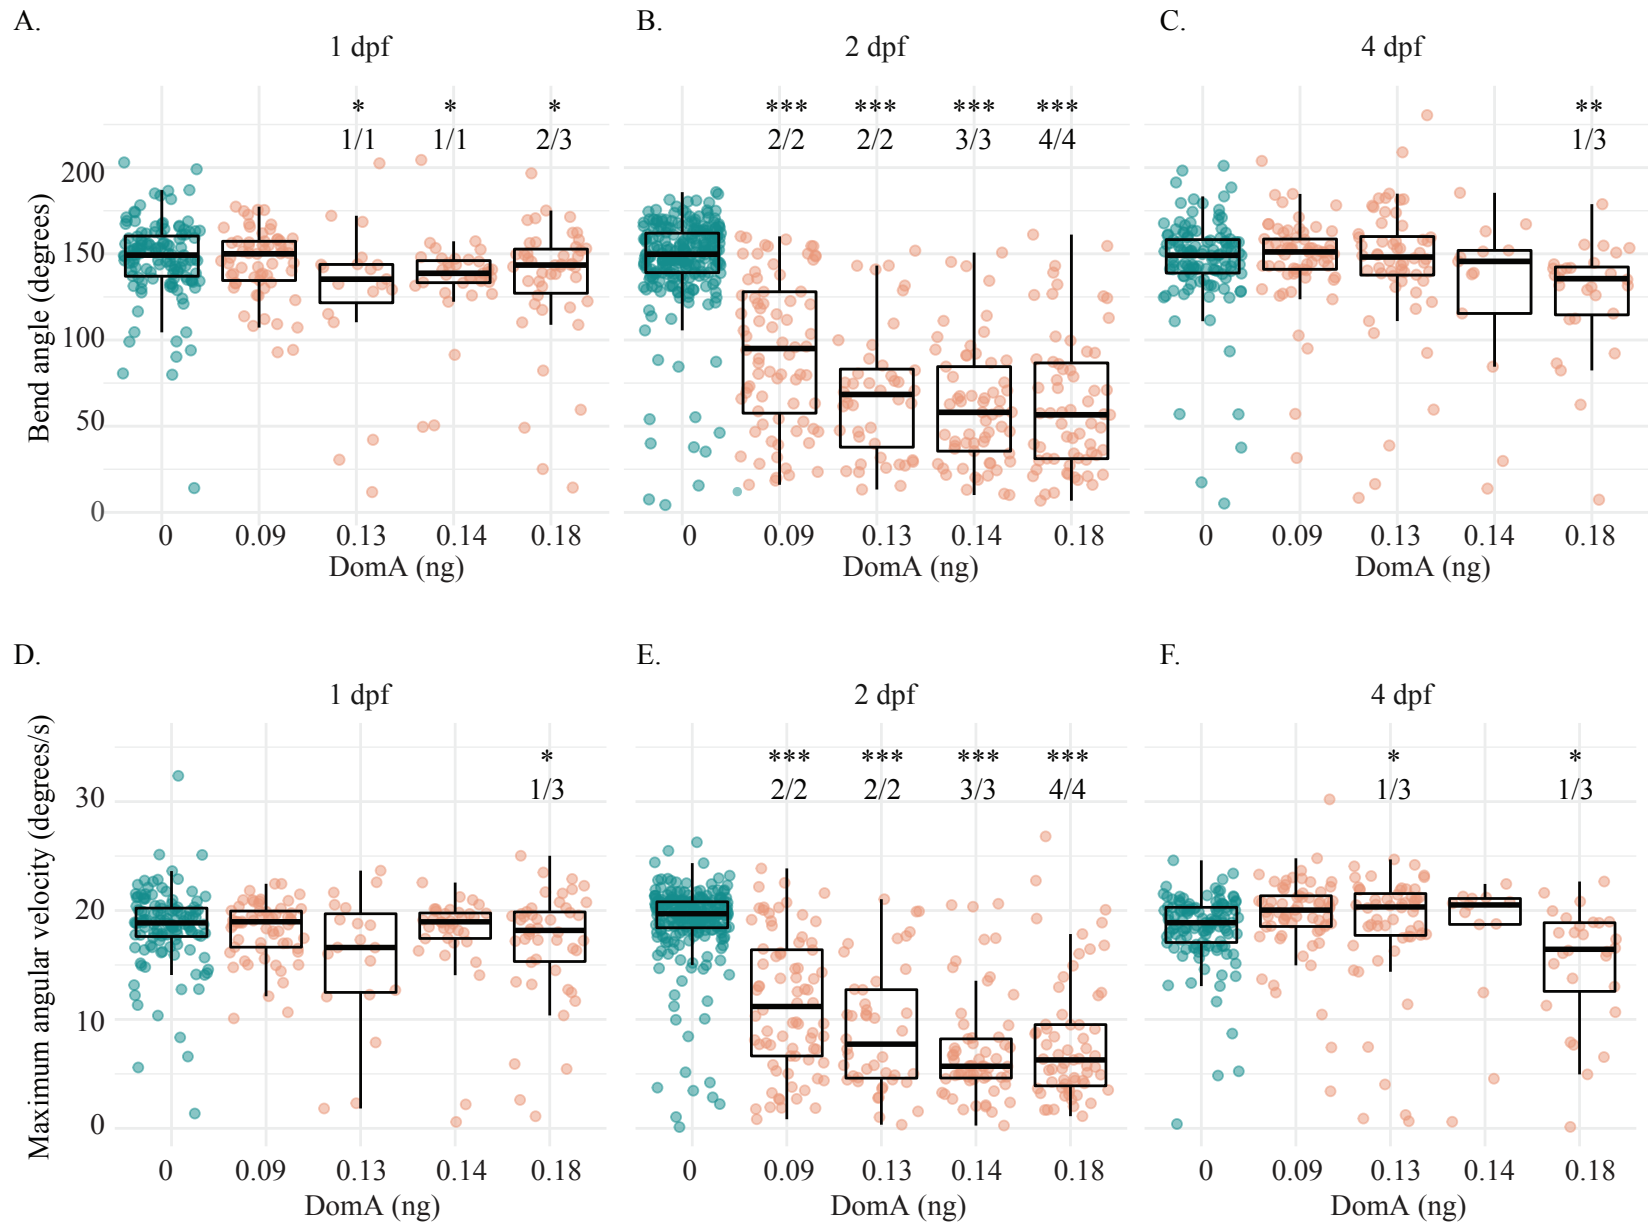 A.
B.
C.
1 dpf
2 dpf
4 dpf
* * *
1/1 1/1 2/3
*** *** *** ***
2/2 2/2 3/3 4/4
**
1/3
Bend angle (degrees)
200
150
100
50
0
0 0.09 0.13 0.14 0.18
0 0.09 0.13 0.14 0.18
0 0.09 0.13 0.14 0.18
DomA (ng)
DomA (ng)
DomA (ng)
D.
E.
F.
1 dpf
2 dpf
4 dpf
*
1/3
*** *** *** ***
2/2 2/2 3/3 4/4
* *
1/3 1/3
Maximum angular velocity (degrees/s)
30
20
10
0
0 0.09 0.13 0.14 0.18
0 0.09 0.13 0.14 0.18
0 0.09 0.13 0.14 0.18
DomA (ng)
DomA (ng)
DomA (ng)